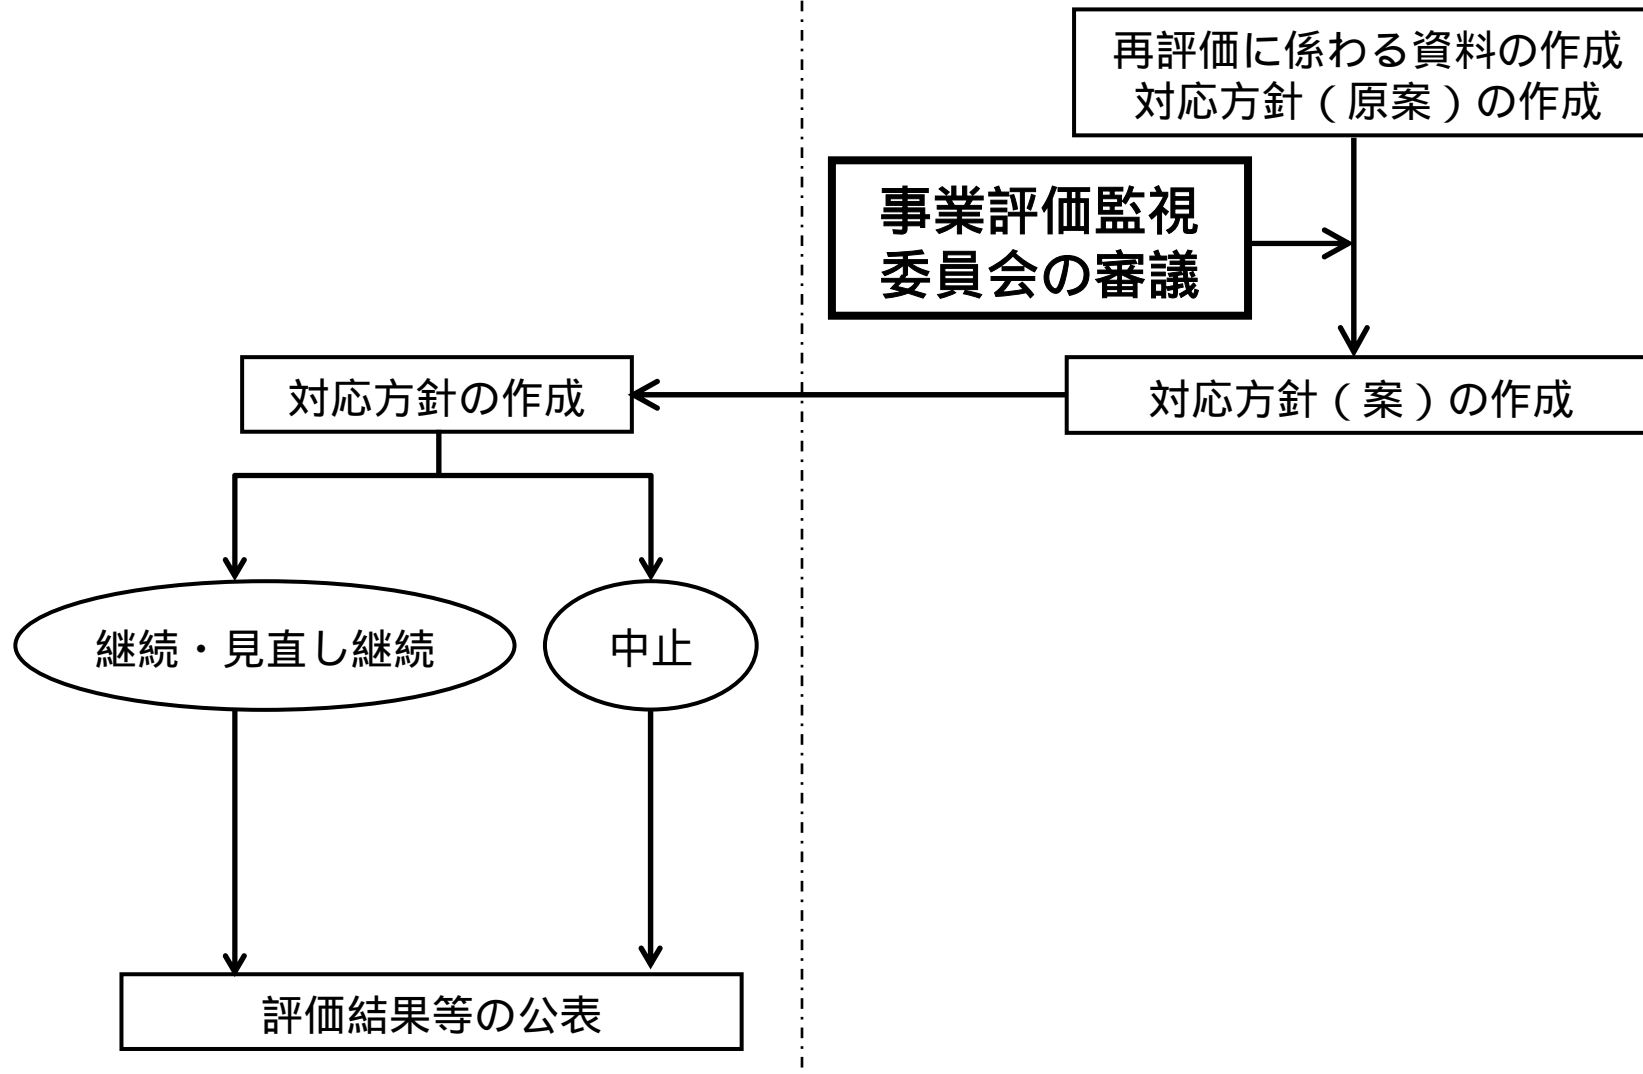 再評価に係わる資料の作成
対応方針(原案)の作成
事業評価監視
委員会の審議
対応方針の作成
対応方針(案)の作成
継続・見直し継続
中止
評価結果等の公表